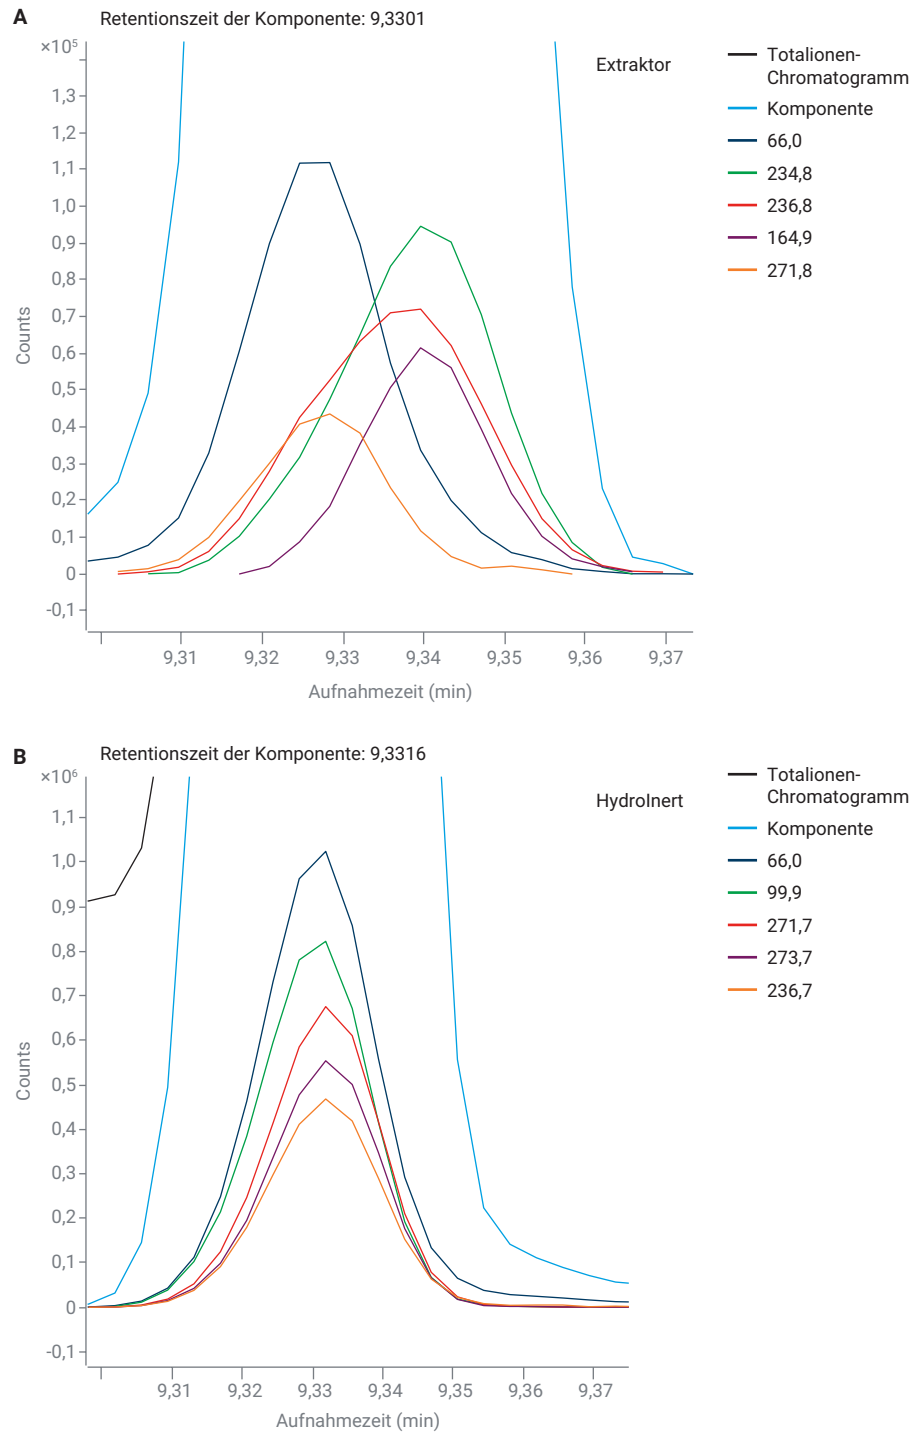 A
Retentionszeit der Komponente: 9,3301
×10⁵
Extraktor
1,3
1,2
1,1
1,0
0,9
0,8
0,7
0,6
0,5
0,4
0,3
0,2
0,1
0
-0,1
Counts
9,31 9,32 9,33 9,34 9,35 9,36 9,37
Aufnahmezeit (min)
Totalionen-
Chromatogramm
Komponente
66,0
234,8
236,8
164,9
271,8
B
Retentionszeit der Komponente: 9,3316
×10⁶
HydroInert
1,1
1,0
0,9
0,8
0,7
0,6
0,5
0,4
0,3
0,2
0,1
0
-0,1
Counts
9,31 9,32 9,33 9,34 9,35 9,36 9,37
Aufnahmezeit (min)
Totalionen-
Chromatogramm
Komponente
66,0
99,9
271,7
273,7
236,7